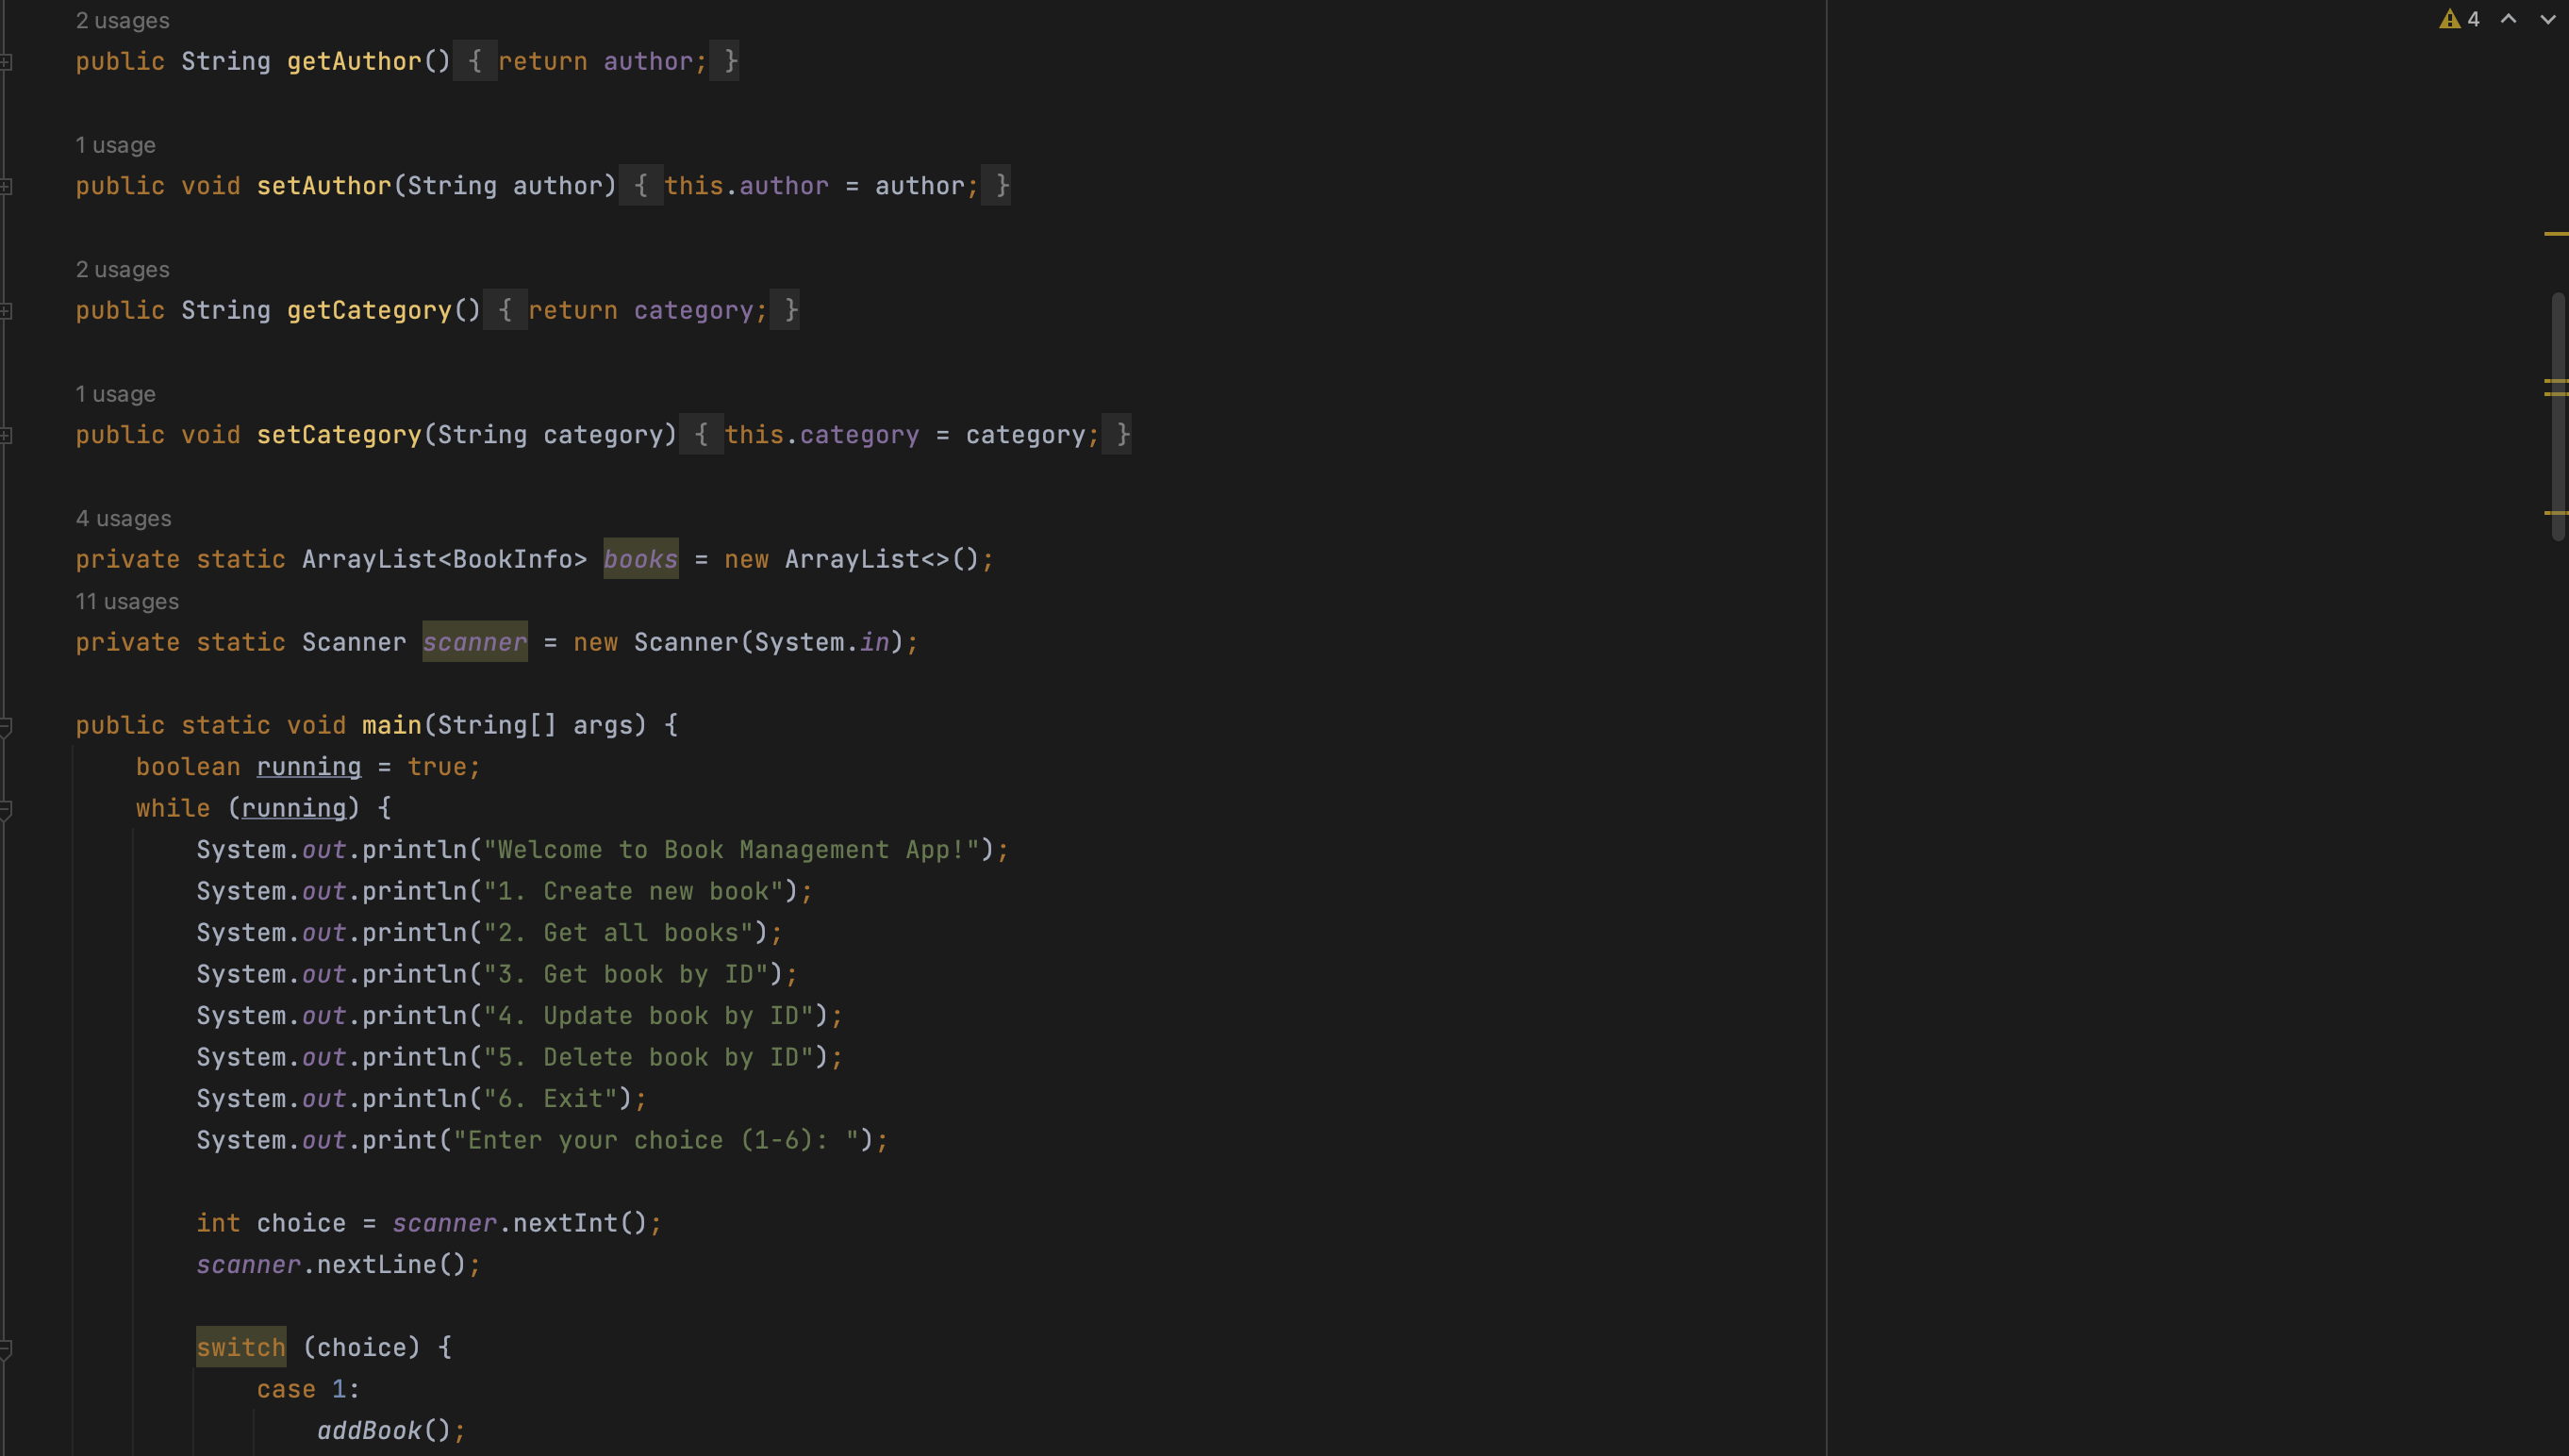 2 usages
4
public String getAuthor() { return author; }
1 usage
public void setAuthor(String author) { this.author = author; }
2 usages
public String getCategory() { return category; }
1 usage
public void setCategory(String category) { this.category = category; }
4 usages
private static ArrayList<BookInfo> books = new ArrayList<>();
11 usages
private static Scanner scanner = new Scanner(System.in);
public static void main(String[] args) {
boolean running = true;
while (running) {
System.out.println("Welcome to Book Management App!");
System.out.println("1. Create new book");
System.out.println("2. Get all books");
System.out.println("3. Get book by ID");
System.out.println("4. Update book by ID");
System.out.println("5. Delete book by ID");
System.out.println("6. Exit");
System.out.print("Enter your choice (1-6): ");
int choice = scanner.nextInt();
scanner.nextLine();
switch (choice) {
case 1:
addBook();